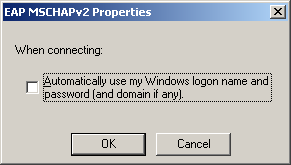 EAP MSCHAPv2 Properties
When connecting:
Automatically use my Windows logon name and
password (and domain if any).
OK
Cancel